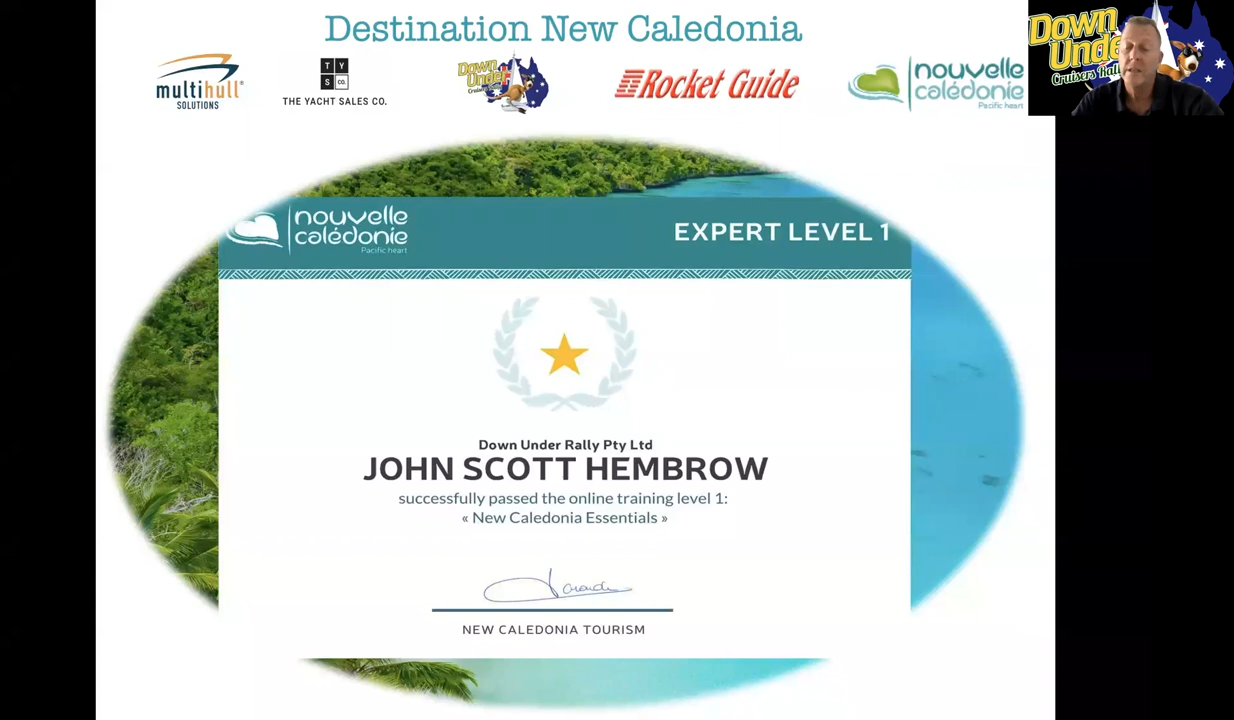 Destination New Caledonia
multihull®
SOLUTIONS
T Y
S CO.
THE YACHT SALES CO.
Down
Under
Rocket Guide
nouvelle
calédonie
Pacific heart
Down
Under
Cruisers
nouvelle
calédonie
Pacific heart
EXPERT LEVEL 1
Down Under Rally Pty Ltd
JOHN SCOTT HEMBROW
successfully passed the online training level 1:
« New Caledonia Essentials »
NEW CALEDONIA TOURISM